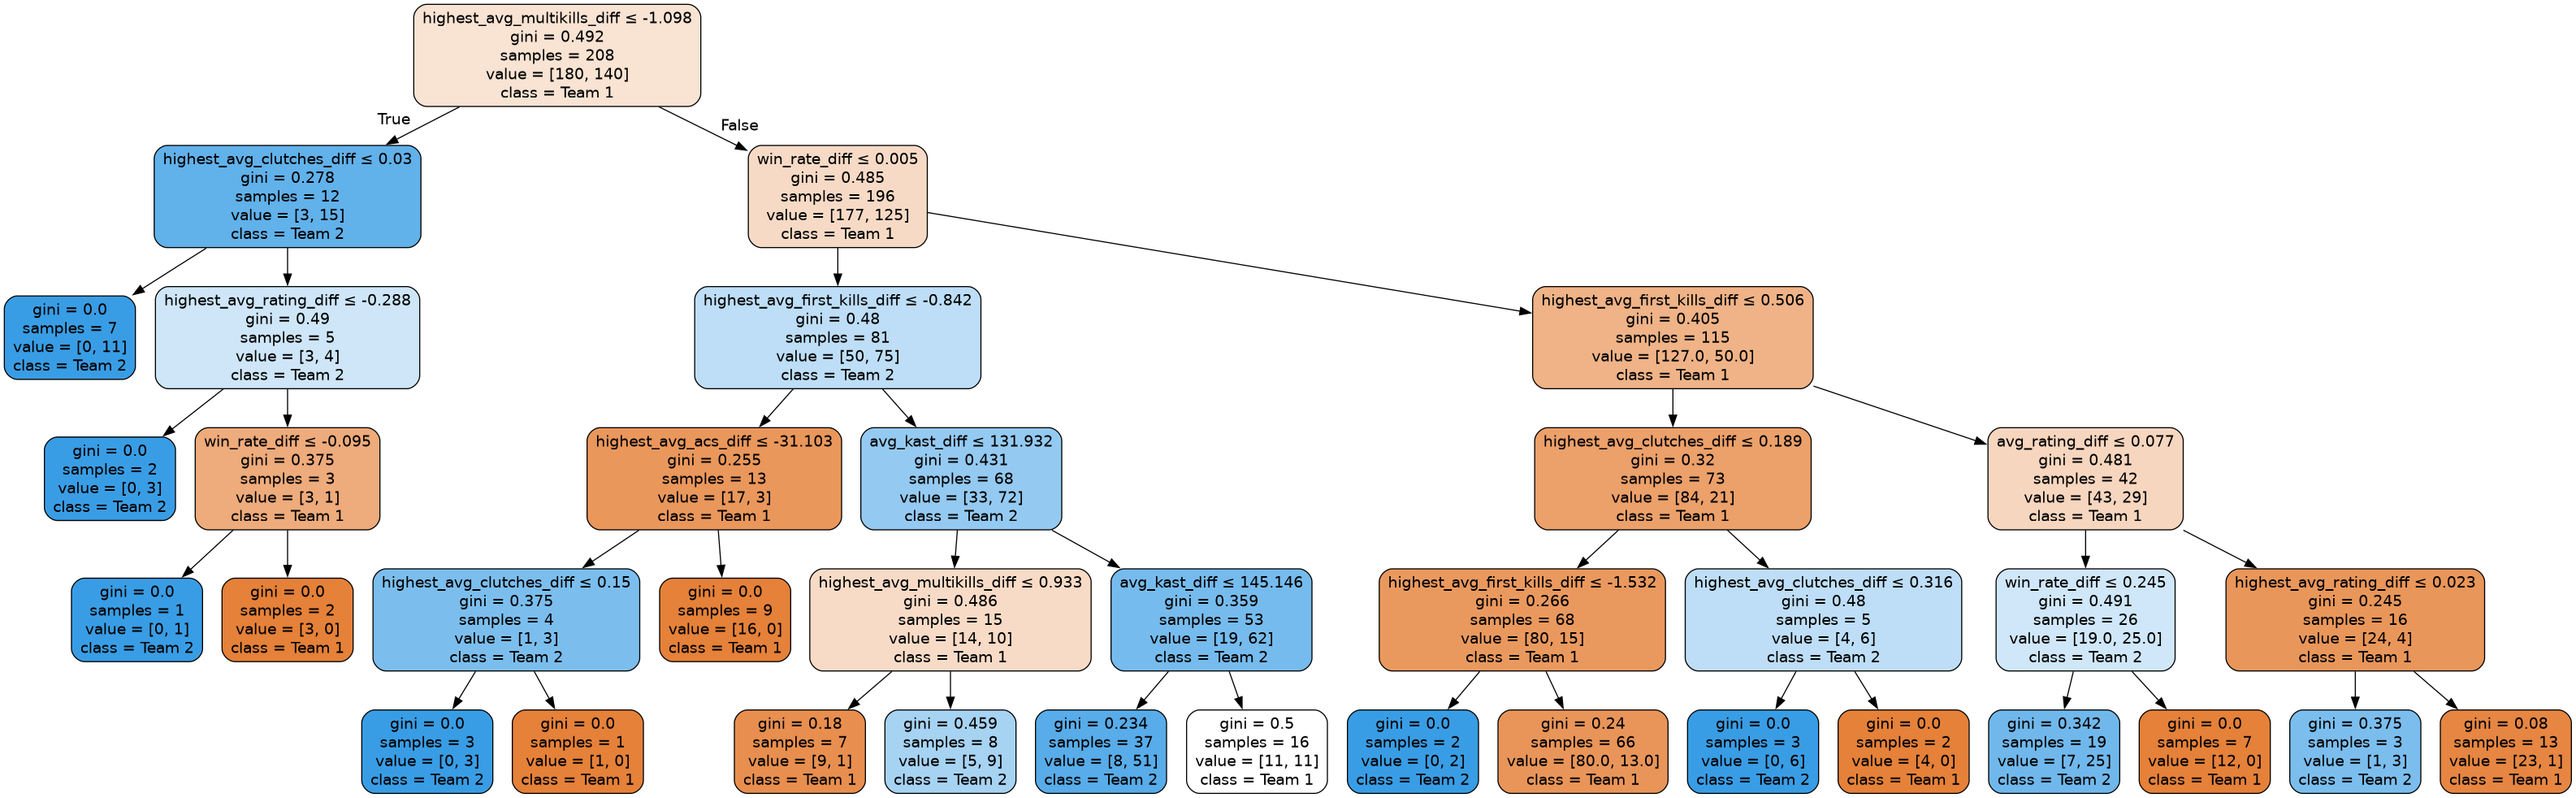 highest_avg_multikills_diff ≤ -1.098
gini = 0.492
samples = 208
value = [180, 140]
class = Team 1
True
False
highest_avg_clutches_diff ≤ 0.03
gini = 0.278
samples = 12
value = [3, 15]
class = Team 2
win_rate_diff ≤ 0.005
gini = 0.485
samples = 196
value = [177, 125]
class = Team 1
gini = 0.0
samples = 7
value = [0, 11]
class = Team 2
highest_avg_rating_diff ≤ -0.288
gini = 0.49
samples = 5
value = [3, 4]
class = Team 2
highest_avg_first_kills_diff ≤ -0.842
gini = 0.48
samples = 81
value = [50, 75]
class = Team 2
highest_avg_first_kills_diff ≤ 0.506
gini = 0.405
samples = 115
value = [127.0, 50.0]
class = Team 1
gini = 0.0
samples = 2
value = [0, 3]
class = Team 2
win_rate_diff ≤ -0.095
gini = 0.375
samples = 3
value = [3, 1]
class = Team 1
highest_avg_acs_diff ≤ -31.103
gini = 0.255
samples = 13
value = [17, 3]
class = Team 1
avg_kast_diff ≤ 131.932
gini = 0.431
samples = 68
value = [33, 72]
class = Team 2
highest_avg_clutches_diff ≤ 0.189
gini = 0.32
samples = 73
value = [84, 21]
class = Team 1
avg_rating_diff ≤ 0.077
gini = 0.481
samples = 42
value = [43, 29]
class = Team 1
gini = 0.0
samples = 1
value = [0, 1]
class = Team 2
gini = 0.0
samples = 2
value = [3, 0]
class = Team 1
highest_avg_clutches_diff ≤ 0.15
gini = 0.375
samples = 4
value = [1, 3]
class = Team 2
gini = 0.0
samples = 9
value = [16, 0]
class = Team 1
highest_avg_multikills_diff ≤ 0.933
gini = 0.486
samples = 15
value = [14, 10]
class = Team 1
avg_kast_diff ≤ 145.146
gini = 0.359
samples = 53
value = [19, 62]
class = Team 2
highest_avg_first_kills_diff ≤ -1.532
gini = 0.266
samples = 68
value = [80, 15]
class = Team 1
highest_avg_clutches_diff ≤ 0.316
gini = 0.48
samples = 5
value = [4, 6]
class = Team 2
win_rate_diff ≤ 0.245
gini = 0.491
samples = 26
value = [19.0, 25.0]
class = Team 2
highest_avg_rating_diff ≤ 0.023
gini = 0.245
samples = 16
value = [24, 4]
class = Team 1
gini = 0.0
samples = 3
value = [0, 3]
class = Team 2
gini = 0.0
samples = 1
value = [1, 0]
class = Team 1
gini = 0.18
samples = 7
value = [9, 1]
class = Team 1
gini = 0.459
samples = 8
value = [5, 9]
class = Team 2
gini = 0.234
samples = 37
value = [8, 51]
class = Team 2
gini = 0.5
samples = 16
value = [11, 11]
class = Team 1
gini = 0.0
samples = 2
value = [0, 2]
class = Team 2
gini = 0.24
samples = 66
value = [80.0, 13.0]
class = Team 1
gini = 0.0
samples = 3
value = [0, 6]
class = Team 2
gini = 0.0
samples = 2
value = [4, 0]
class = Team 1
gini = 0.342
samples = 19
value = [7, 25]
class = Team 2
gini = 0.0
samples = 7
value = [12, 0]
class = Team 1
gini = 0.375
samples = 3
value = [1, 3]
class = Team 2
gini = 0.08
samples = 13
value = [23, 1]
class = Team 1